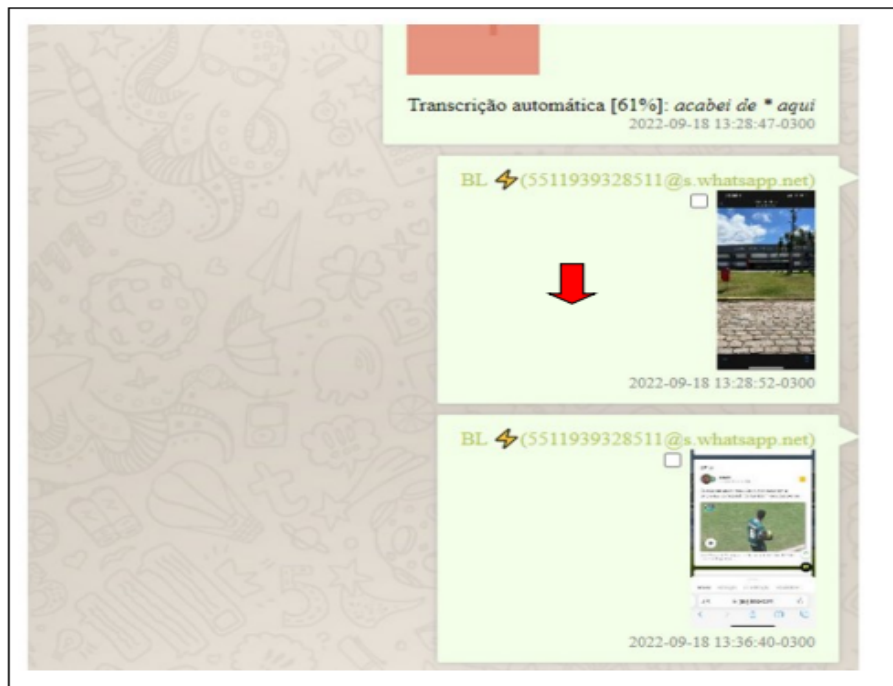 Transcrição automática [61%]: acabei de * aqui
2022-09-18 13:28:47-0300
BL ⚡(5511939328511@s.whatsapp.net)
2022-09-18 13:28:52-0300
BL ⚡(5511939328511@s.whatsapp.net)
2022-09-18 13:36:40-0300